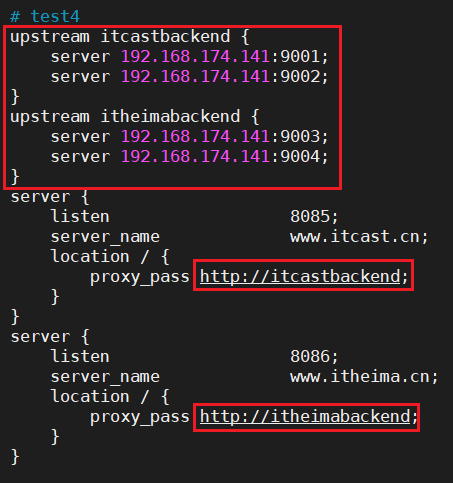 # test4
upstream itcastbackend {
    server 192.168.174.141:9001;
    server 192.168.174.141:9002;
}
upstream itheimabackend {
    server 192.168.174.141:9003;
    server 192.168.174.141:9004;
}
server {
    listen                  8085;
    server_name             www.itcast.cn;
    location / {
        proxy_pass http://itcastbackend;
    }
}
server {
    listen                  8086;
    server_name             www.itheima.cn;
    location / {
        proxy_pass http://itheimabackend;
    }
}